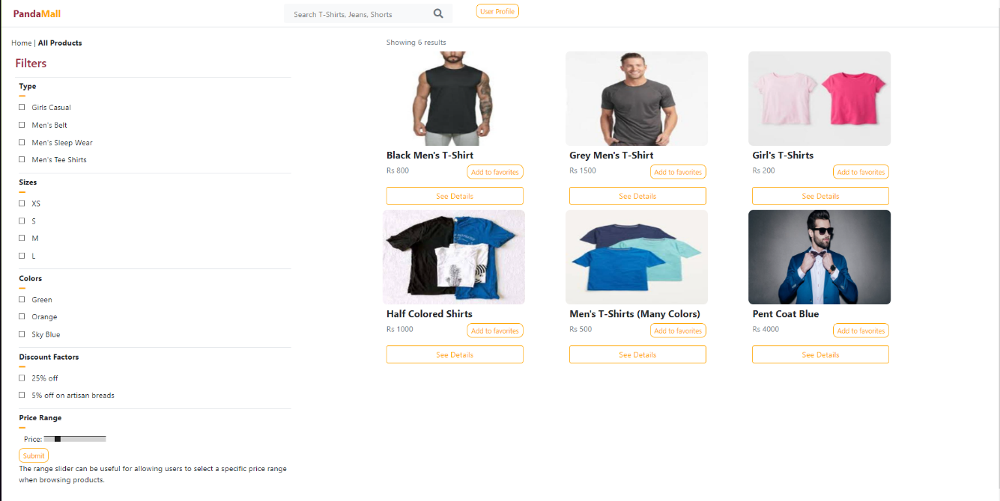 PandaMall
Search T-Shirts, Jeans, Shorts
User Profile
Home | All Products
Filters
Type
Girls Casual
Men's Belt
Men's Sleep Wear
Men's Tee Shirts
Sizes
XS
S
M
L
Colors
Green
Orange
Sky Blue
Discount Factors
25% off
5% off on artisan breads
Price Range
Price:
Submit
The range slider can be useful for allowing users to select a specific price range
when browsing products.
Showing 6 results
Black Men's T-Shirt
Rs 800
Add to favorites
See Details
Grey Men's T-Shirt
Rs 1500
Add to favorites
See Details
Girl's T-Shirts
Rs 200
Add to favorites
See Details
Half Colored Shirts
Rs 1000
Add to favorites
See Details
Men's T-Shirts (Many Colors)
Rs 500
Add to favorites
See Details
Pent Coat Blue
Rs 4000
Add to favorites
See Details